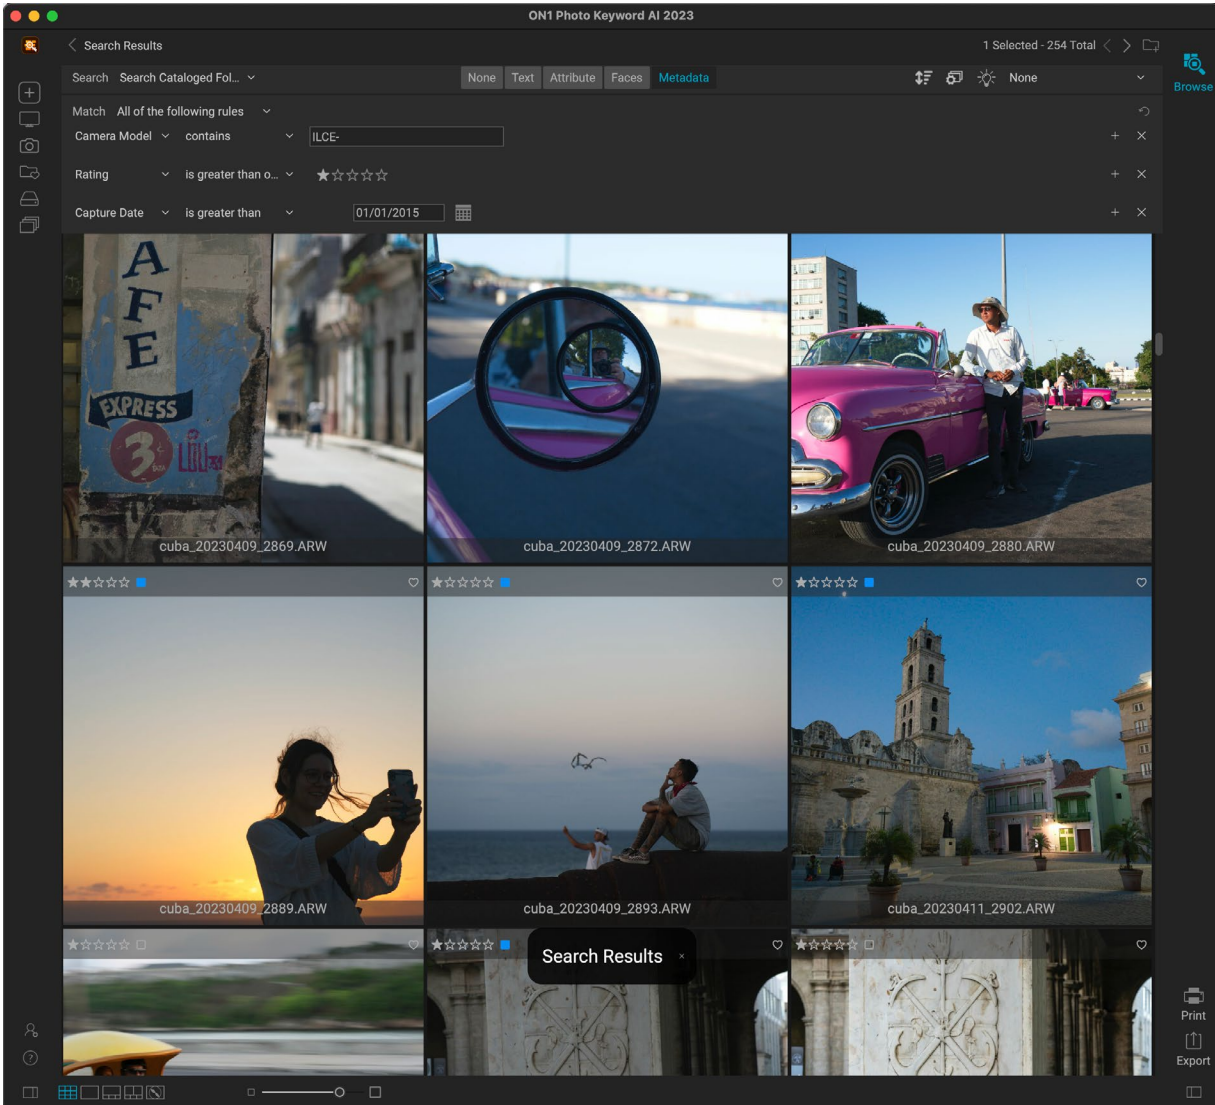 ON1 Photo Keyword AI 2023
Search Results
1 Selected - 254 Total
Search Search Cataloged Fol...
None Text Attribute Faces Metadata
None
Browse
Match All of the following rules
Camera Model contains ILCE-
Rating is greater than o...
Capture Date is greater than 01/01/2015
AFE
EXPRESS
3
cuba_20230409_2869.ARW
cuba_20230409_2872.ARW
cuba_20230409_2880.ARW
cuba_20230409_2889.ARW
cuba_20230409_2893.ARW
cuba_20230411_2902.ARW
Search Results ×
Print
Export